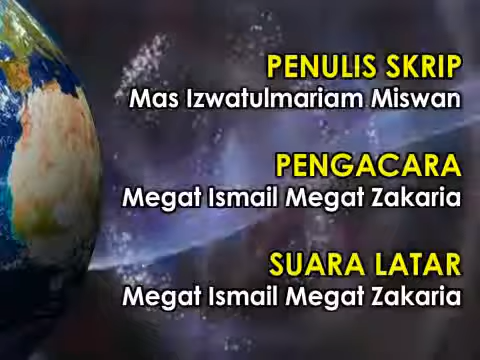 PENULIS SKRIP
Mas Izwatulmariam Miswan
PENGACARA
Megat Ismail Megat Zakaria
SUARA LATAR
Megat Ismail Megat Zakaria